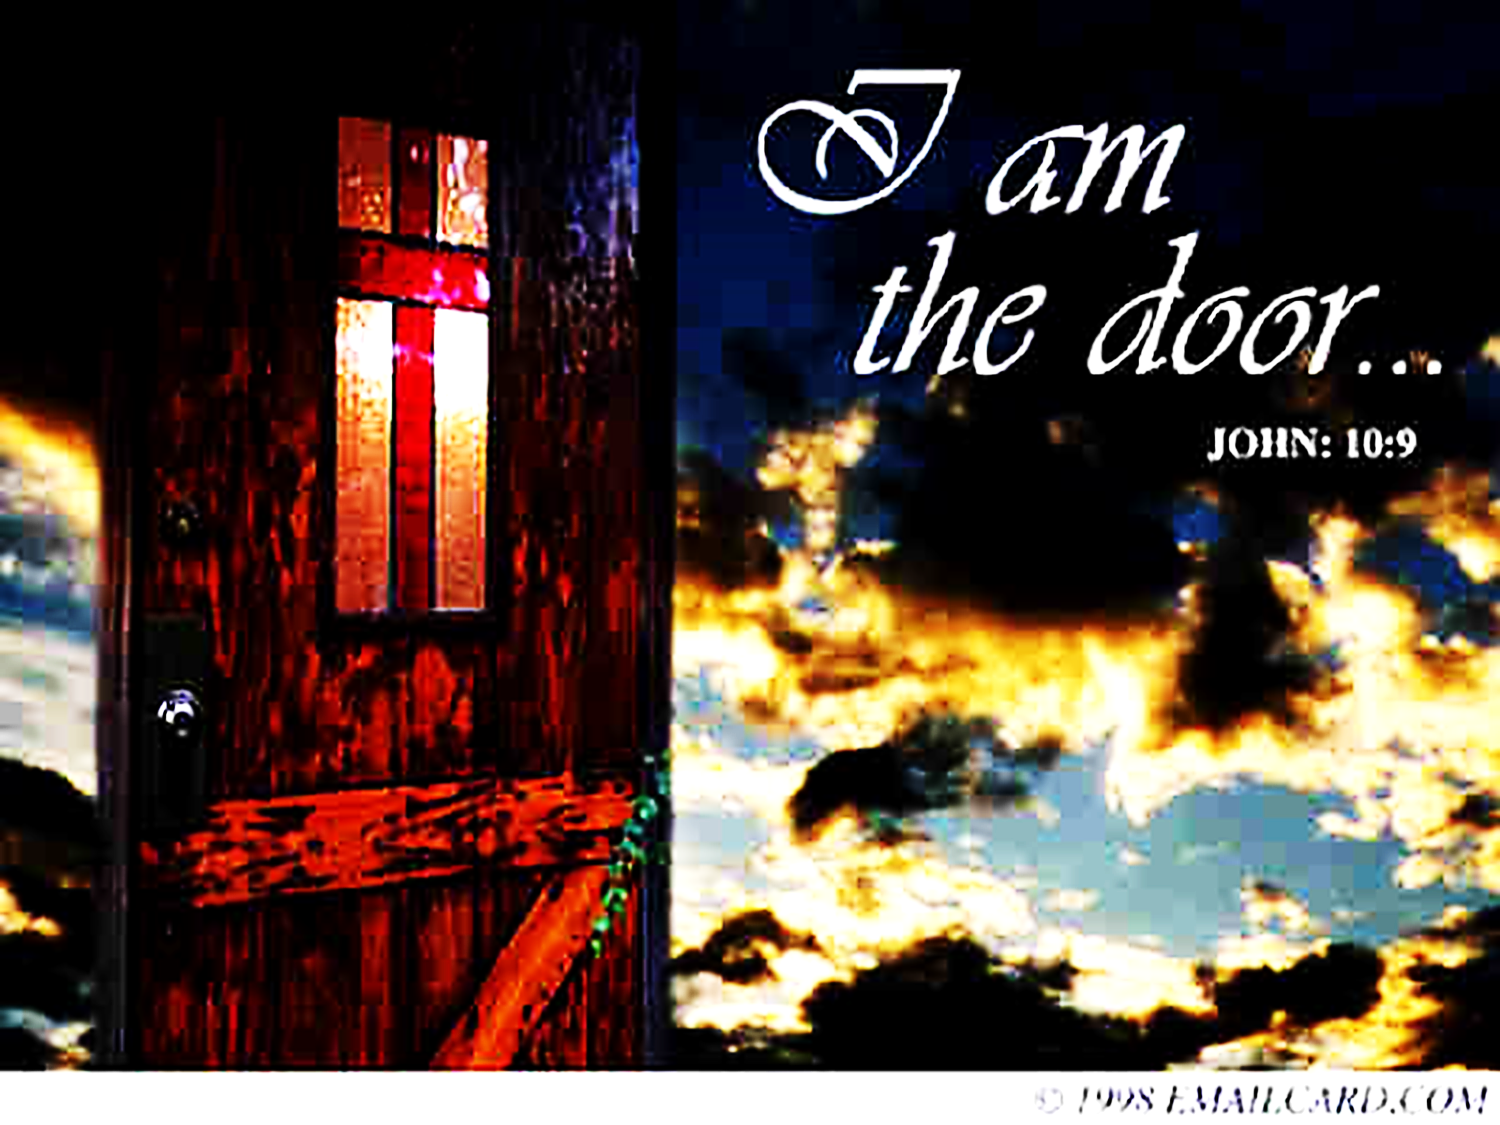 I am
the door...
JOHN: 10:9
© 1998 EMAILCARD.COM